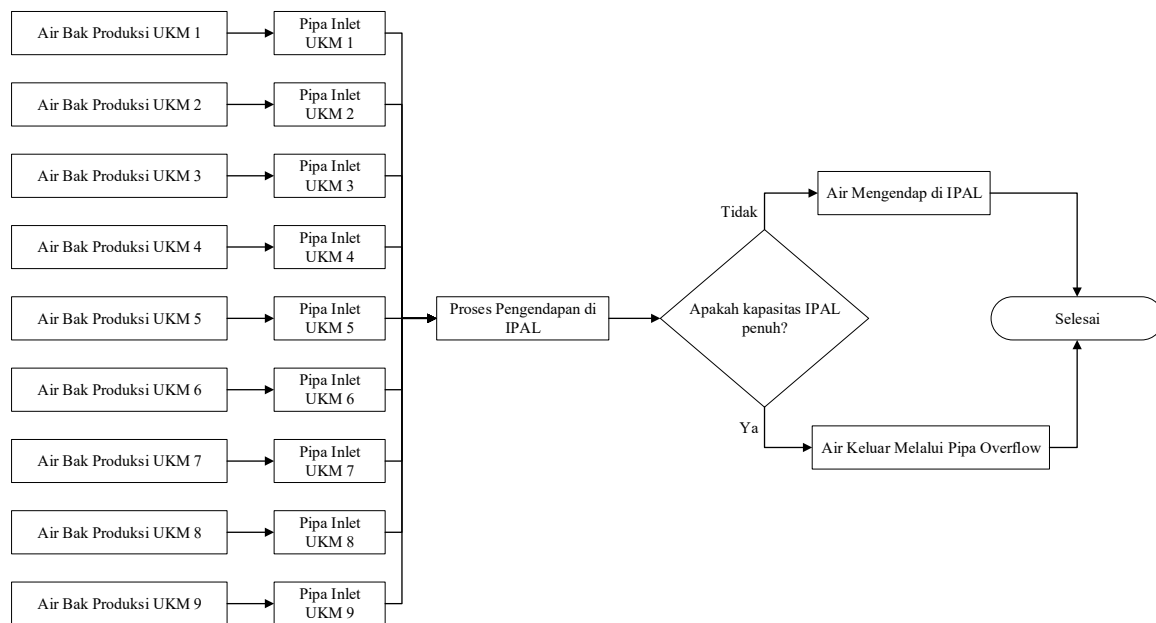 Air Bak Produksi UKM 1
Pipa Inlet
UKM 1
Air Bak Produksi UKM 2
Pipa Inlet
UKM 2
Air Bak Produksi UKM 3
Pipa Inlet
UKM 3
Air Bak Produksi UKM 4
Pipa Inlet
UKM 4
Air Bak Produksi UKM 5
Pipa Inlet
UKM 5
Air Bak Produksi UKM 6
Pipa Inlet
UKM 6
Air Bak Produksi UKM 7
Pipa Inlet
UKM 7
Air Bak Produksi UKM 8
Pipa Inlet
UKM 8
Air Bak Produksi UKM 9
Pipa Inlet
UKM 9
Proses Pengendapan di
IPAL
Apakah kapasitas IPAL
penuh?
Tidak
Air Mengendap di IPAL
Ya
Air Keluar Melalui Pipa Overflow
Selesai